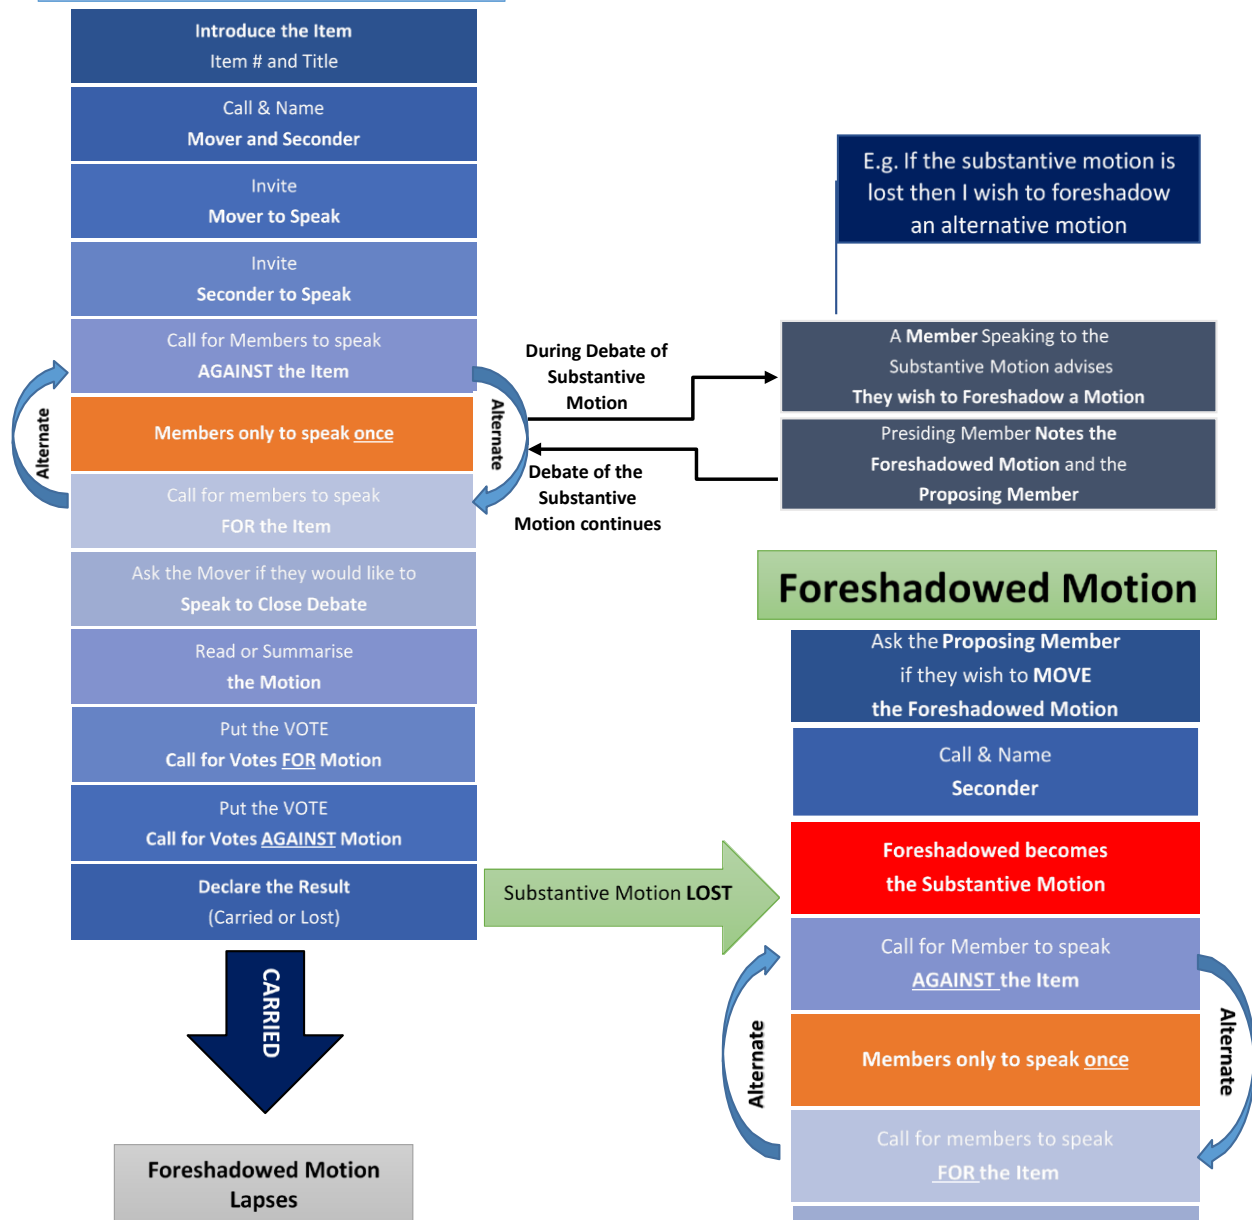 Introduce the Item
Item # and Title
Call & Name
Mover and Seconder
Invite
Mover to Speak
Invite
Seconder to Speak
Call for Members to speak
AGAINST the Item
Alternate
Members only to speak once
Alternate
Call for members to speak
FOR the Item
Ask the Mover if they would like to
Speak to Close Debate
Read or Summarise
the Motion
Put the VOTE
Call for Votes FOR Motion
Put the VOTE
Call for Votes AGAINST Motion
Declare the Result
(Carried or Lost)
CARRIED
Foreshadowed Motion
Lapses
During Debate of
Substantive
Motion
Debate of the
Substantive
Motion continues
E.g. If the substantive motion is
lost then I wish to foreshadow
an alternative motion
A Member Speaking to the
Substantive Motion advises
They wish to Foreshadow a Motion
Presiding Member Notes the
Foreshadowed Motion and the
Proposing Member
Substantive Motion LOST
Foreshadowed Motion
Ask the Proposing Member
if they wish to MOVE
the Foreshadowed Motion
Call & Name
Seconder
Foreshadowed becomes
the Substantive Motion
Call for Member to speak
AGAINST the Item
Alternate
Members only to speak once
Alternate
Call for members to speak
FOR the Item